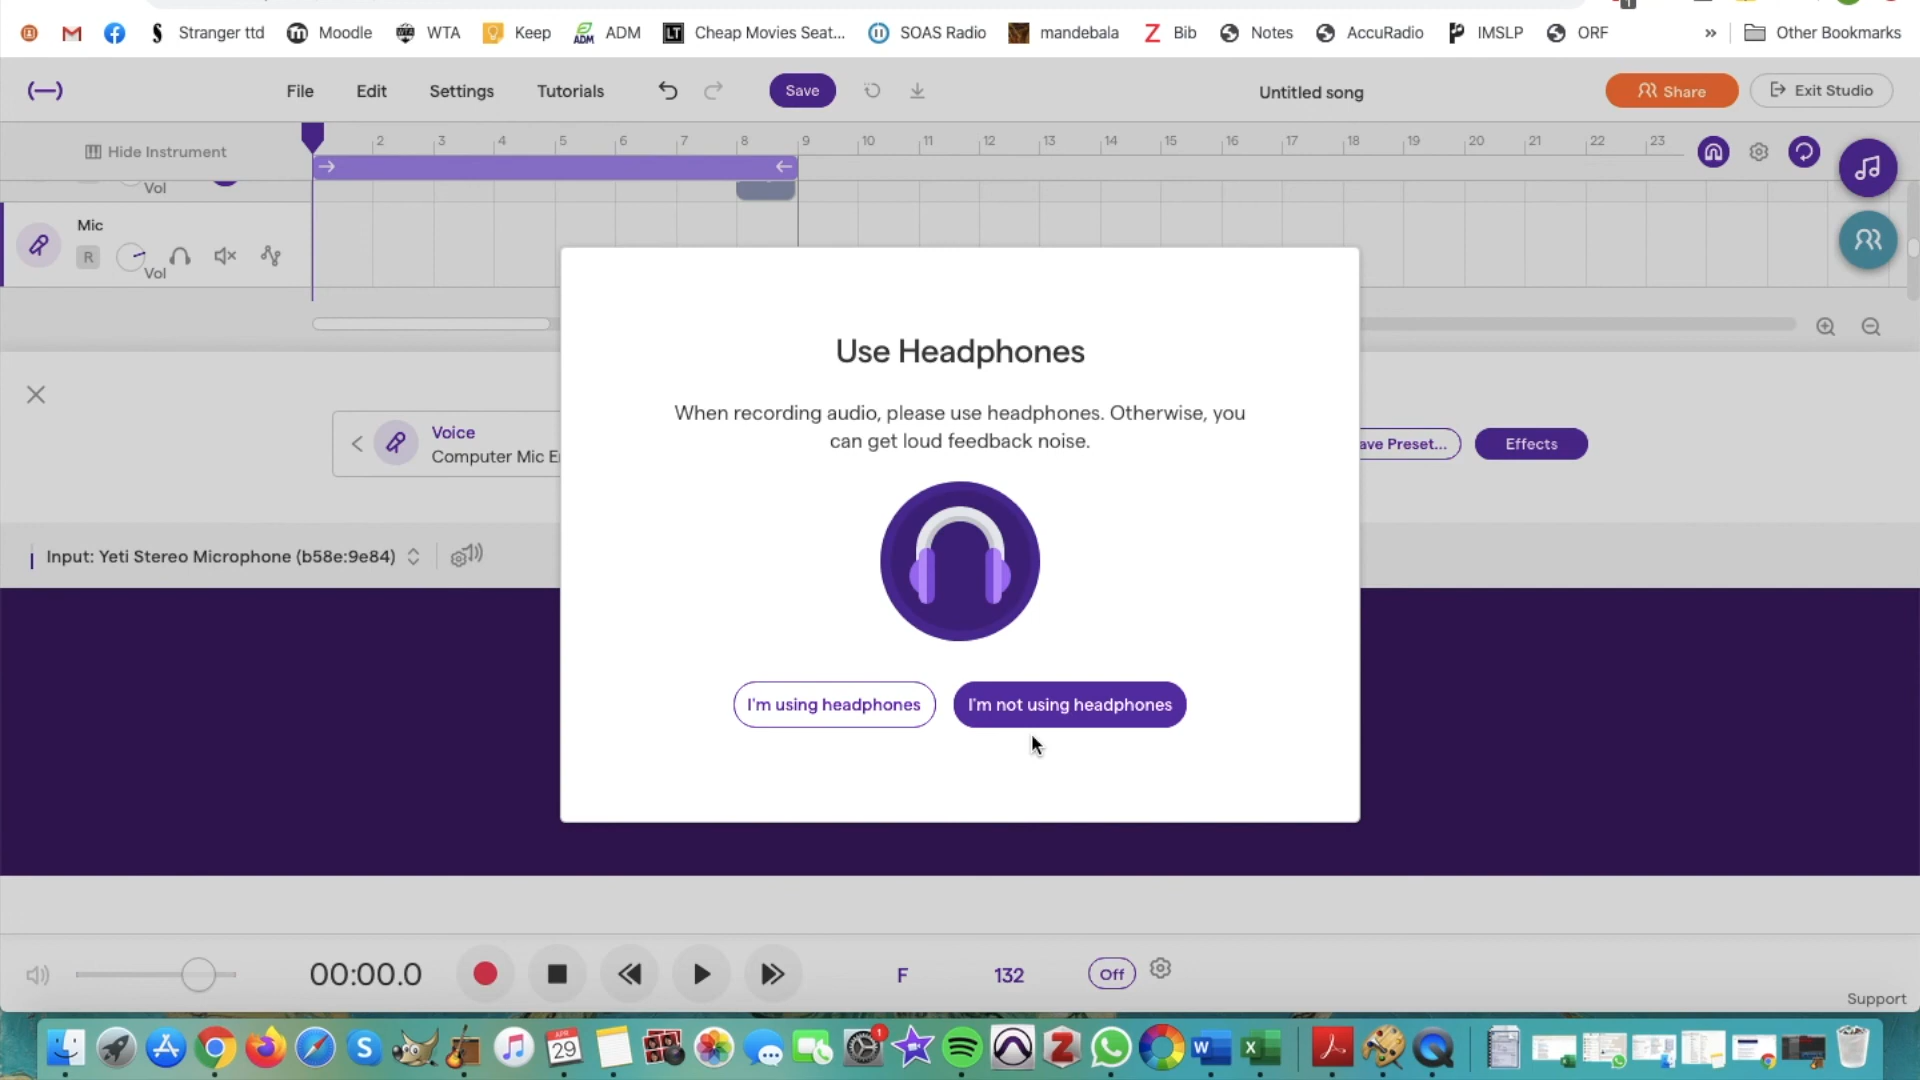 Stranger ttd Moodle WTA Keep ADM Cheap Movies Seat... SOAS Radio mandebala Bib Notes AccuRadio IMSLP ORF » Other Bookmarks
File Edit Settings Tutorials Save Untitled song Share Exit Studio
Hide Instrument 2 3 4 5 6 7 8 9 10 11 12 13 14 15 16 17 18 19 20 21 22 23
Vol
Mic
R Vol
Use Headphones
When recording audio, please use headphones. Otherwise, you
can get loud feedback noise.
Voice
Computer Mic E
ave Preset... Effects
Input: Yeti Stereo Microphone (b58e:9e84)
I'm using headphones I'm not using headphones
00:00.0 F 132 Off
Support
APR
29
1
W X